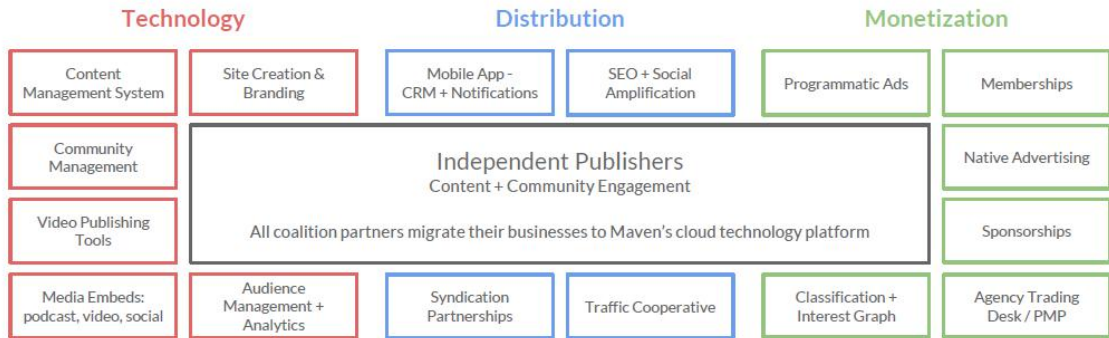 Technology
Distribution
Monetization
Content
Management System
Site Creation &
Branding
Mobile App -
CRM + Notifications
SEO + Social
Amplification
Programmatic Ads
Memberships
Community
Management
Independent Publishers
Content + Community Engagement
All coalition partners migrate their businesses to Maven's cloud technology platform
Native Advertising
Video Publishing
Tools
Sponsorships
Media Embeds:
podcast, video, social
Audience
Management +
Analytics
Syndication
Partnerships
Traffic Cooperative
Classification +
Interest Graph
Agency Trading
Desk / PMP